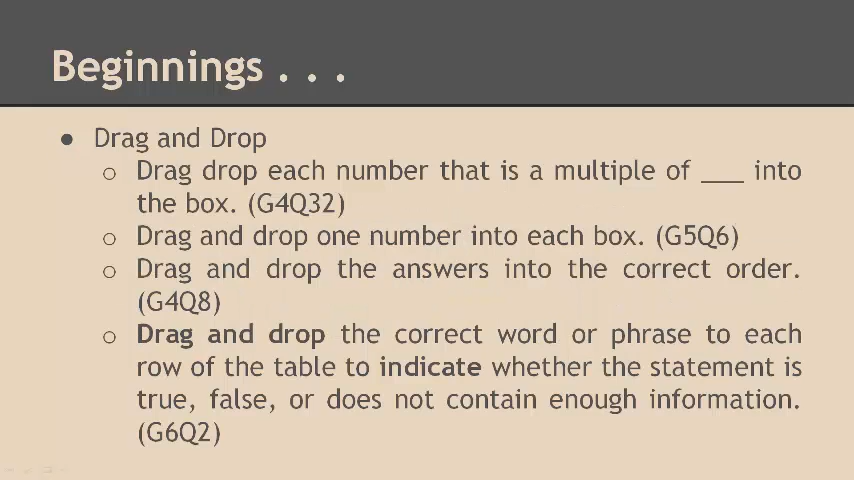 Beginnings . . .
● Drag and Drop
o Drag drop each number that is a multiple of ___ into
the box. (G4Q32)
o Drag and drop one number into each box. (G5Q6)
o Drag and drop the answers into the correct order.
(G4Q8)
o Drag and drop the correct word or phrase to each
row of the table to indicate whether the statement is
true, false, or does not contain enough information.
(G6Q2)